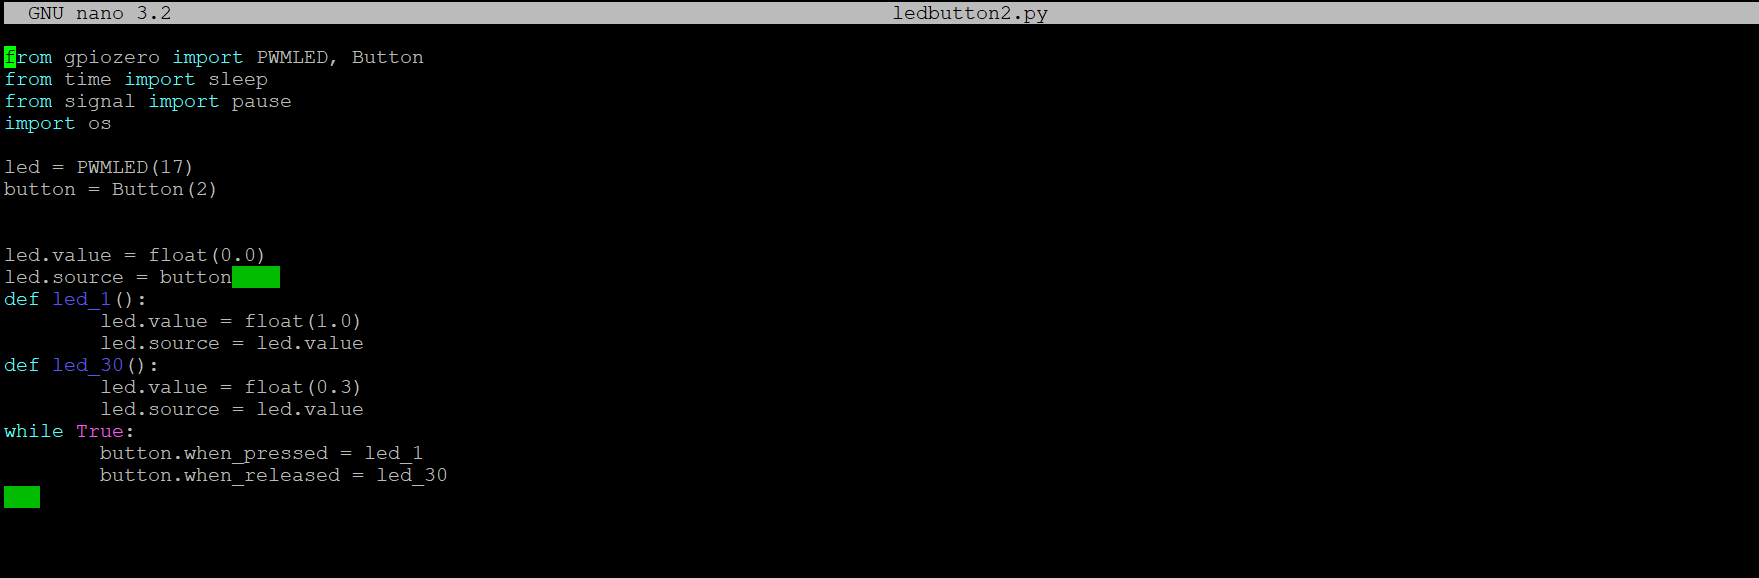 GNU nano 3.2 ledbutton2.py
from gpiozero import PWMLED, Button
from time import sleep
from signal import pause
import os
led = PWMLED(17)
button = Button(2)
led.value = float(0.0)
led.source = button
def led_1():
        led.value = float(1.0)
        led.source = led.value
def led_30():
        led.value = float(0.3)
        led.source = led.value
while True:
        button.when_pressed = led_1
        button.when_released = led_30